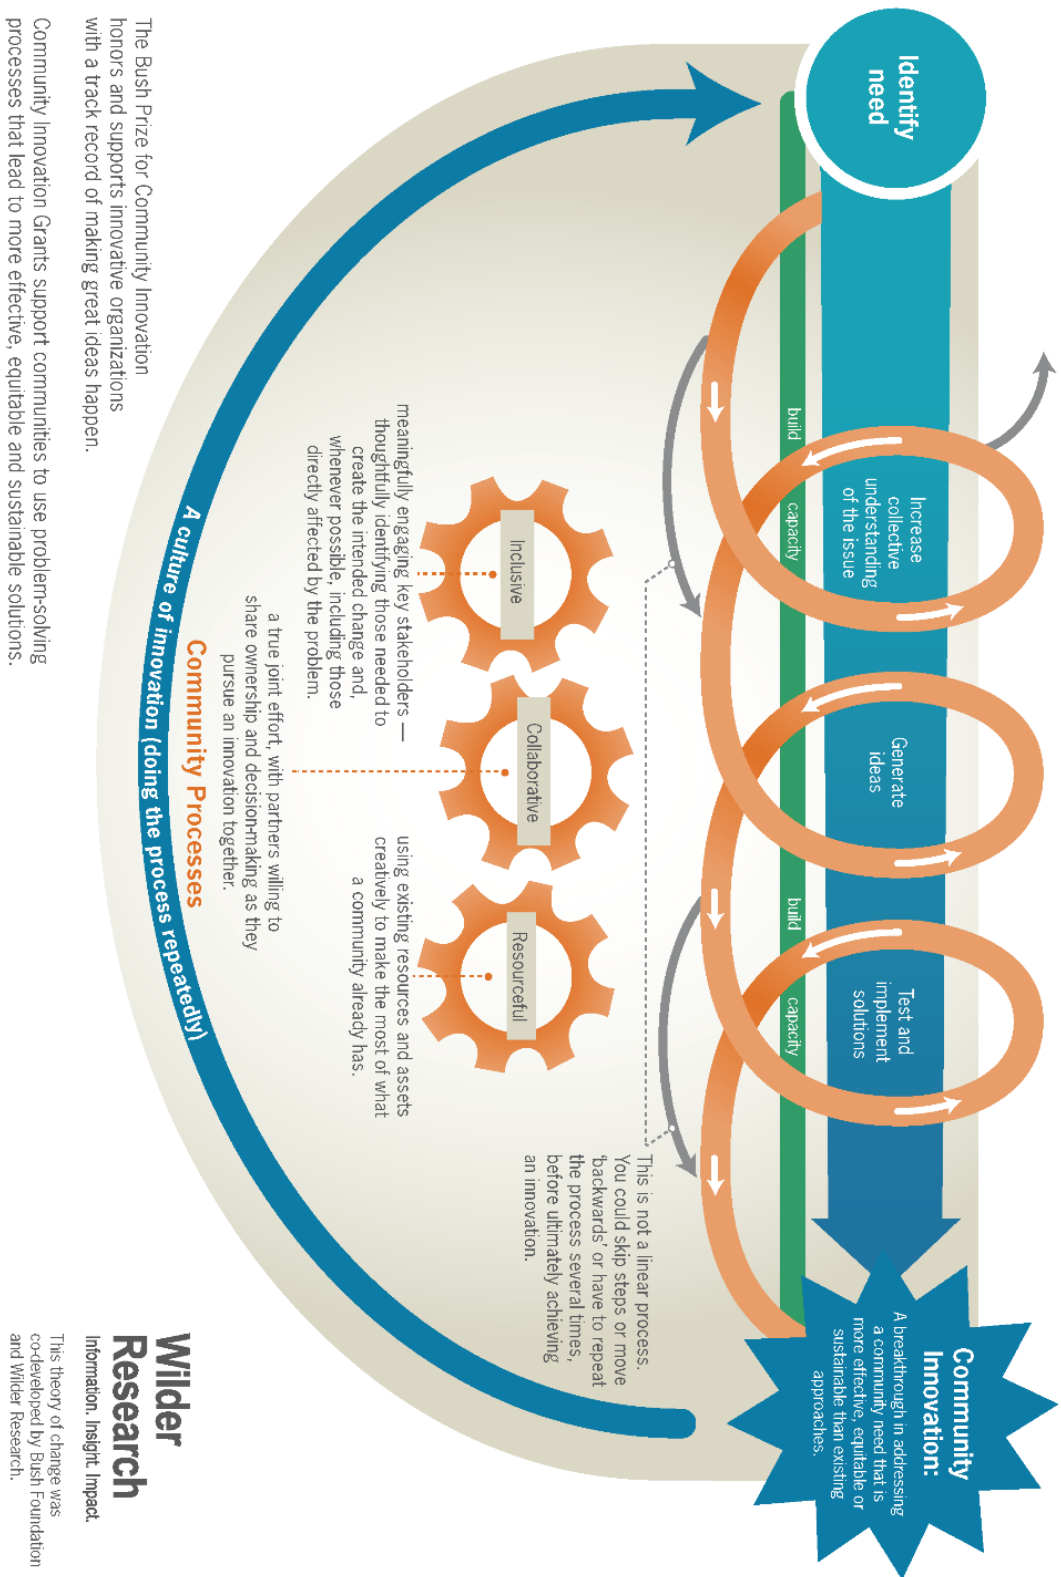 Identify
need
build
capacity
Increase
collective
understanding
of the issue
Generate
ideas
build
capacity
Test and
implement
solutions
Community
Innovation:
A breakthrough in addressing
a community need that is
more effective, equitable or
sustainable than existing
approaches.
This is not a linear process.
You could skip steps or move
'backwards' or have to repeat
the process several times,
before ultimately achieving
an innovation.
Inclusive
meaningfully engaging key stakeholders —
thoughtfully identifying those needed to
create the intended change and,
whenever possible, including those
directly affected by the problem.
Collaborative
a true joint effort, with partners willing to
share ownership and decision-making as they
pursue an innovation together.
Resourceful
using existing resources and assets
creatively to make the most of what
a community already has.
Community Processes
A culture of innovation (doing the process repeatedly)
The Bush Prize for Community Innovation
honors and supports innovative organizations
with a track record of making great ideas happen.
Community Innovation Grants support communities to use problem-solving
processes that lead to more effective, equitable and sustainable solutions.
Wilder
Research
Information. Insight. Impact.
This theory of change was
co-developed by Bush Foundation
and Wilder Research.